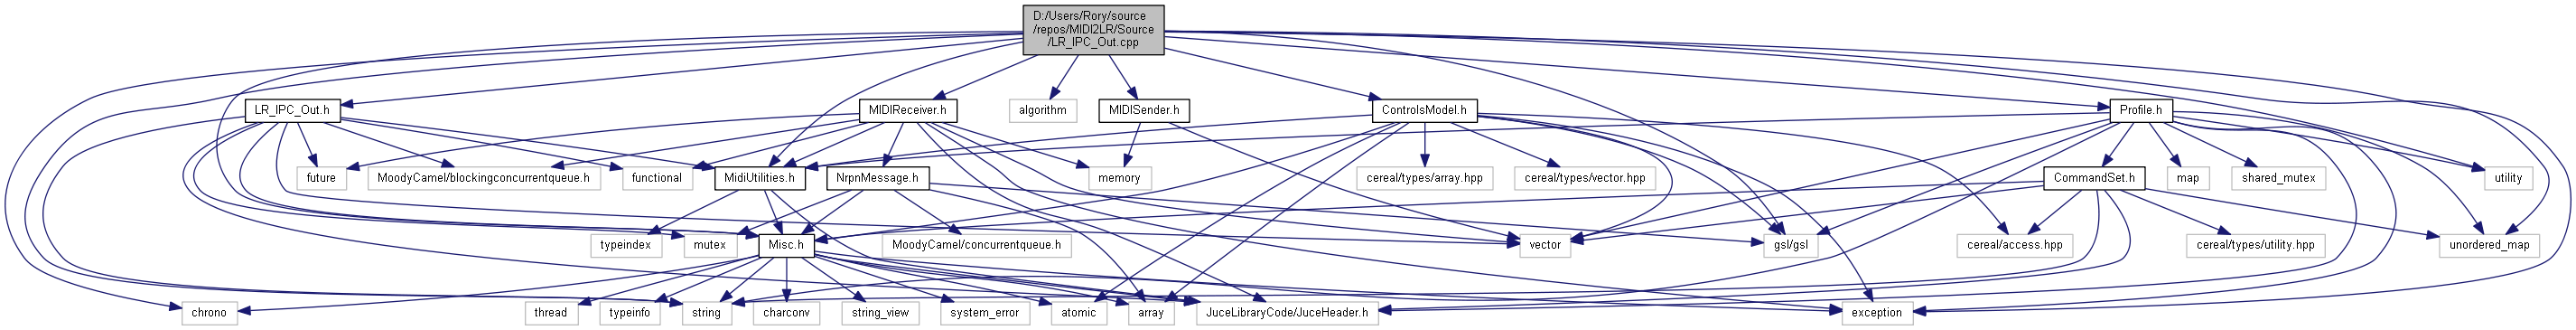 D:/Users/Rory/source
/repos/MIDI2LR/Source
/LR_IPC_Out.cpp
LR_IPC_Out.h
MIDIReceiver.h
algorithm
MIDISender.h
ControlsModel.h
Profile.h
future
MoodyCamel/blockingconcurrentqueue.h
functional
MidiUtilities.h
NrpnMessage.h
memory
cereal/types/array.hpp
cereal/types/vector.hpp
CommandSet.h
map
shared_mutex
utility
typeindex
mutex
Misc.h
MoodyCamel/concurrentqueue.h
vector
gsl/gsl
cereal/access.hpp
cereal/types/utility.hpp
unordered_map
chrono
thread
typeinfo
string
charconv
string_view
system_error
atomic
array
JuceLibraryCode/JuceHeader.h
exception